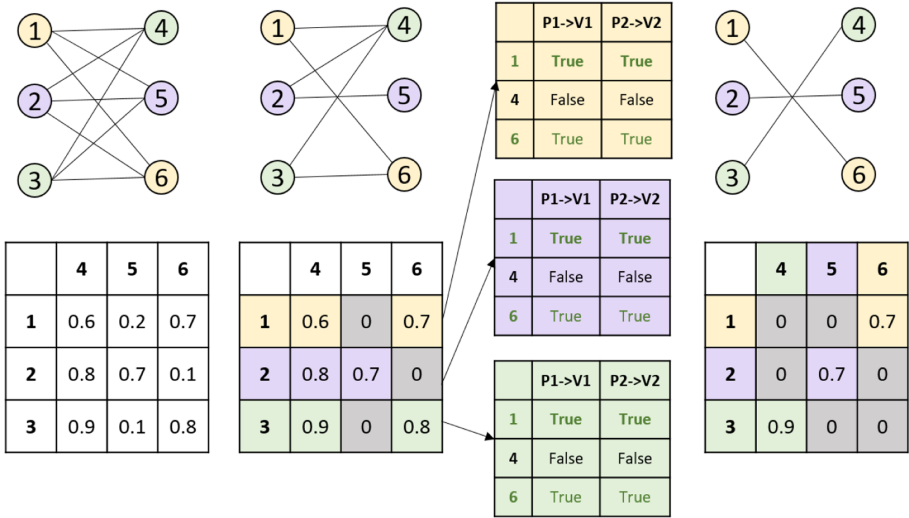 1 4
2 5
3 6
1 4
2 5
3 6
P1->V1 P2->V2
1 True True
4 False False
6 True True
1 4
2 5
3 6
4 5 6
1 0.6 0.2 0.7
2 0.8 0.7 0.1
3 0.9 0.1 0.8
4 5 6
1 0.6 0 0.7
2 0.8 0.7 0
3 0.9 0 0.8
P1->V1 P2->V2
1 True True
4 False False
6 True True
P1->V1 P2->V2
1 True True
4 False False
6 True True
4 5 6
1 0 0 0.7
2 0 0.7 0
3 0.9 0 0